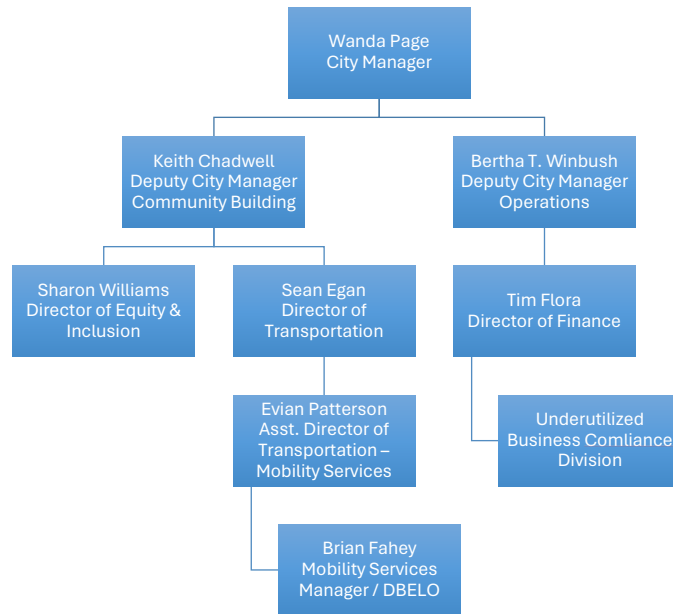 Wanda Page
City Manager
Keith Chadwell
Deputy City Manager
Community Building
Bertha T. Winbush
Deputy City Manager
Operations
Sharon Williams
Director of Equity &
Inclusion
Sean Egan
Director of
Transportation
Tim Flora
Director of Finance
Evian Patterson
Asst. Director of
Transportation –
Mobility Services
Underutilized
Business Comliance
Division
Brian Fahey
Mobility Services
Manager / DBELO